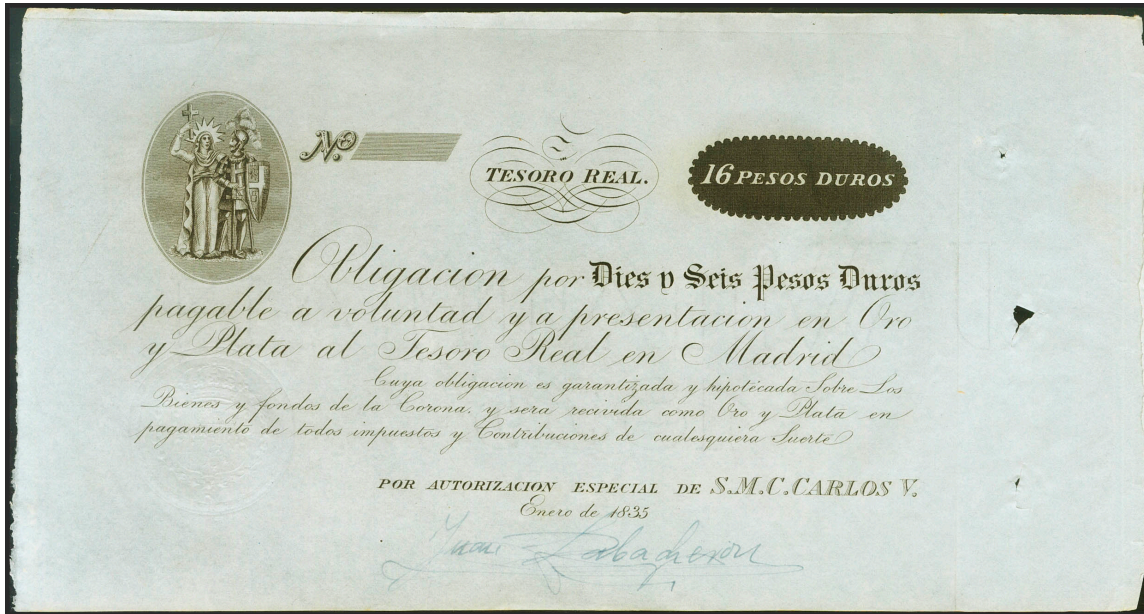 No.
TESORO REAL.
16 PESOS DUROS
Obligacion por Dies y Seis Pesos Duros
pagable a voluntad y a presentacion en Oro
y Plata al Tesoro Real en Madrid
Cuya obligacion es garantizada y hipotécada Sobre Los
Bienes y fondos de la Corona, y sera recivida como Oro y Plata en
pagamiento de todos impuestos y Contribuciones de cualesquiera Suerte
POR AUTORIZACION ESPECIAL DE S.M.C. CARLOS V.
Enero de 1835
Juan